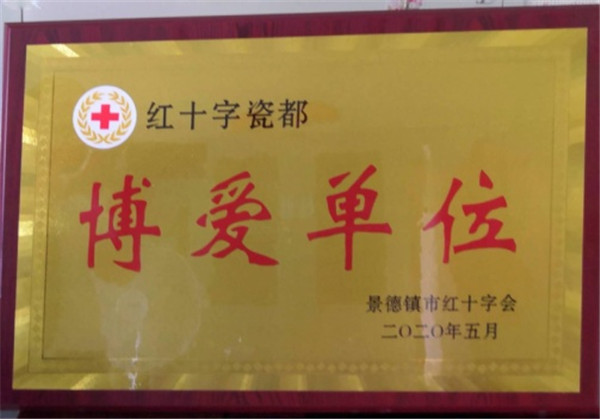 红十字瓷都
博爱单位
景德镇市红十字会
二〇二〇年五月